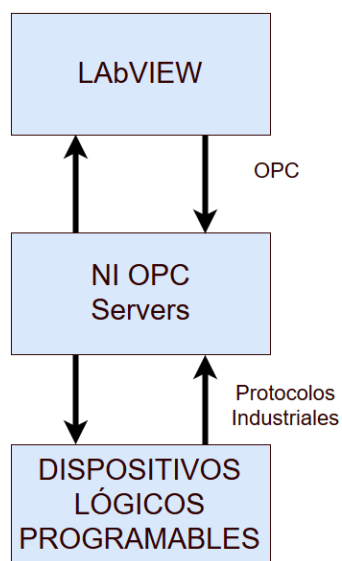 LAbVIEW
OPC
NI OPC
Servers
Protocolos
Industriales
DISPOSITIVOS
LÓGICOS
PROGRAMABLES